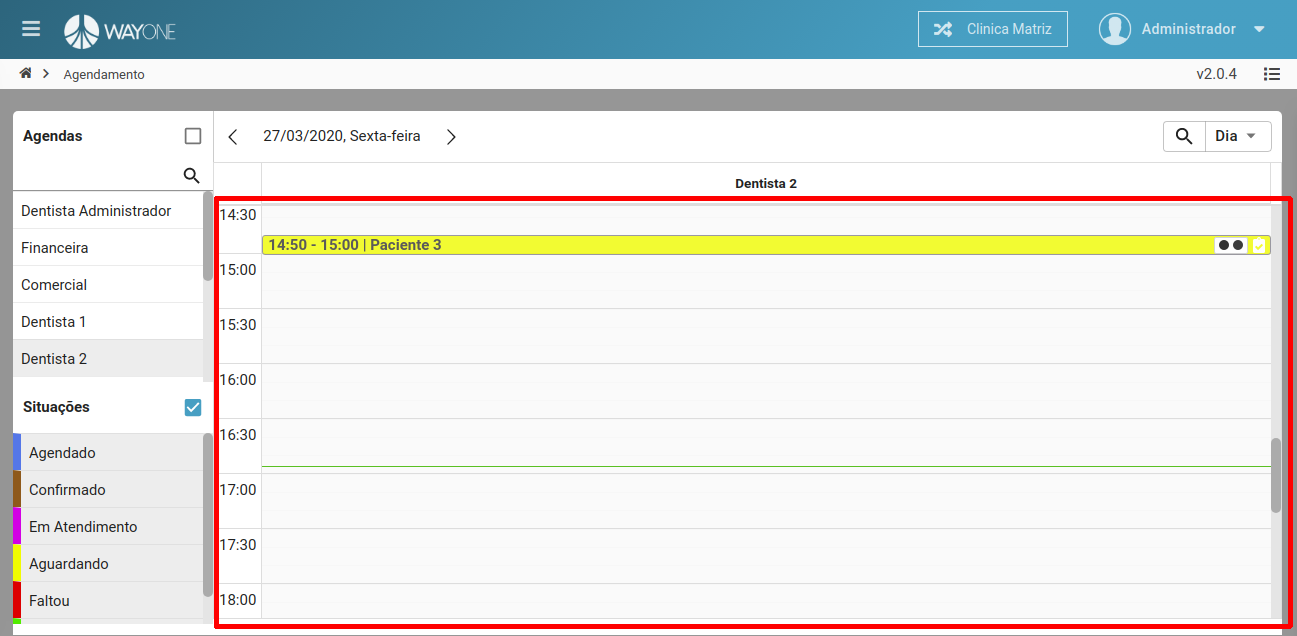 WAYONE
Clinica Matriz
Administrador
Agendamento
v2.0.4
Agendas
27/03/2020, Sexta-feira
Dia
Dentista 2
Dentista Administrador
Financeira
Comercial
Dentista 1
Dentista 2
Situações
Agendado
Confirmado
Em Atendimento
Aguardando
Faltou
14:30
14:50 - 15:00 | Paciente 3
15:00
15:30
16:00
16:30
17:00
17:30
18:00